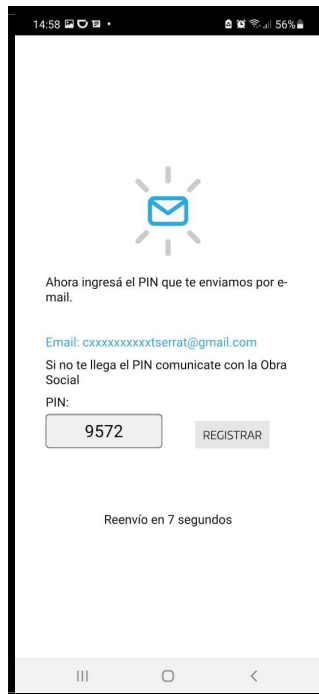 14:58
56%
Ahora ingresá el PIN que te enviamos por e-
mail.
Email: cxxxxxxxxxtserrat@gmail.com
Si no te llega el PIN comunicate con la Obra
Social
PIN:
9572
REGISTRAR
Reenvío en 7 segundos